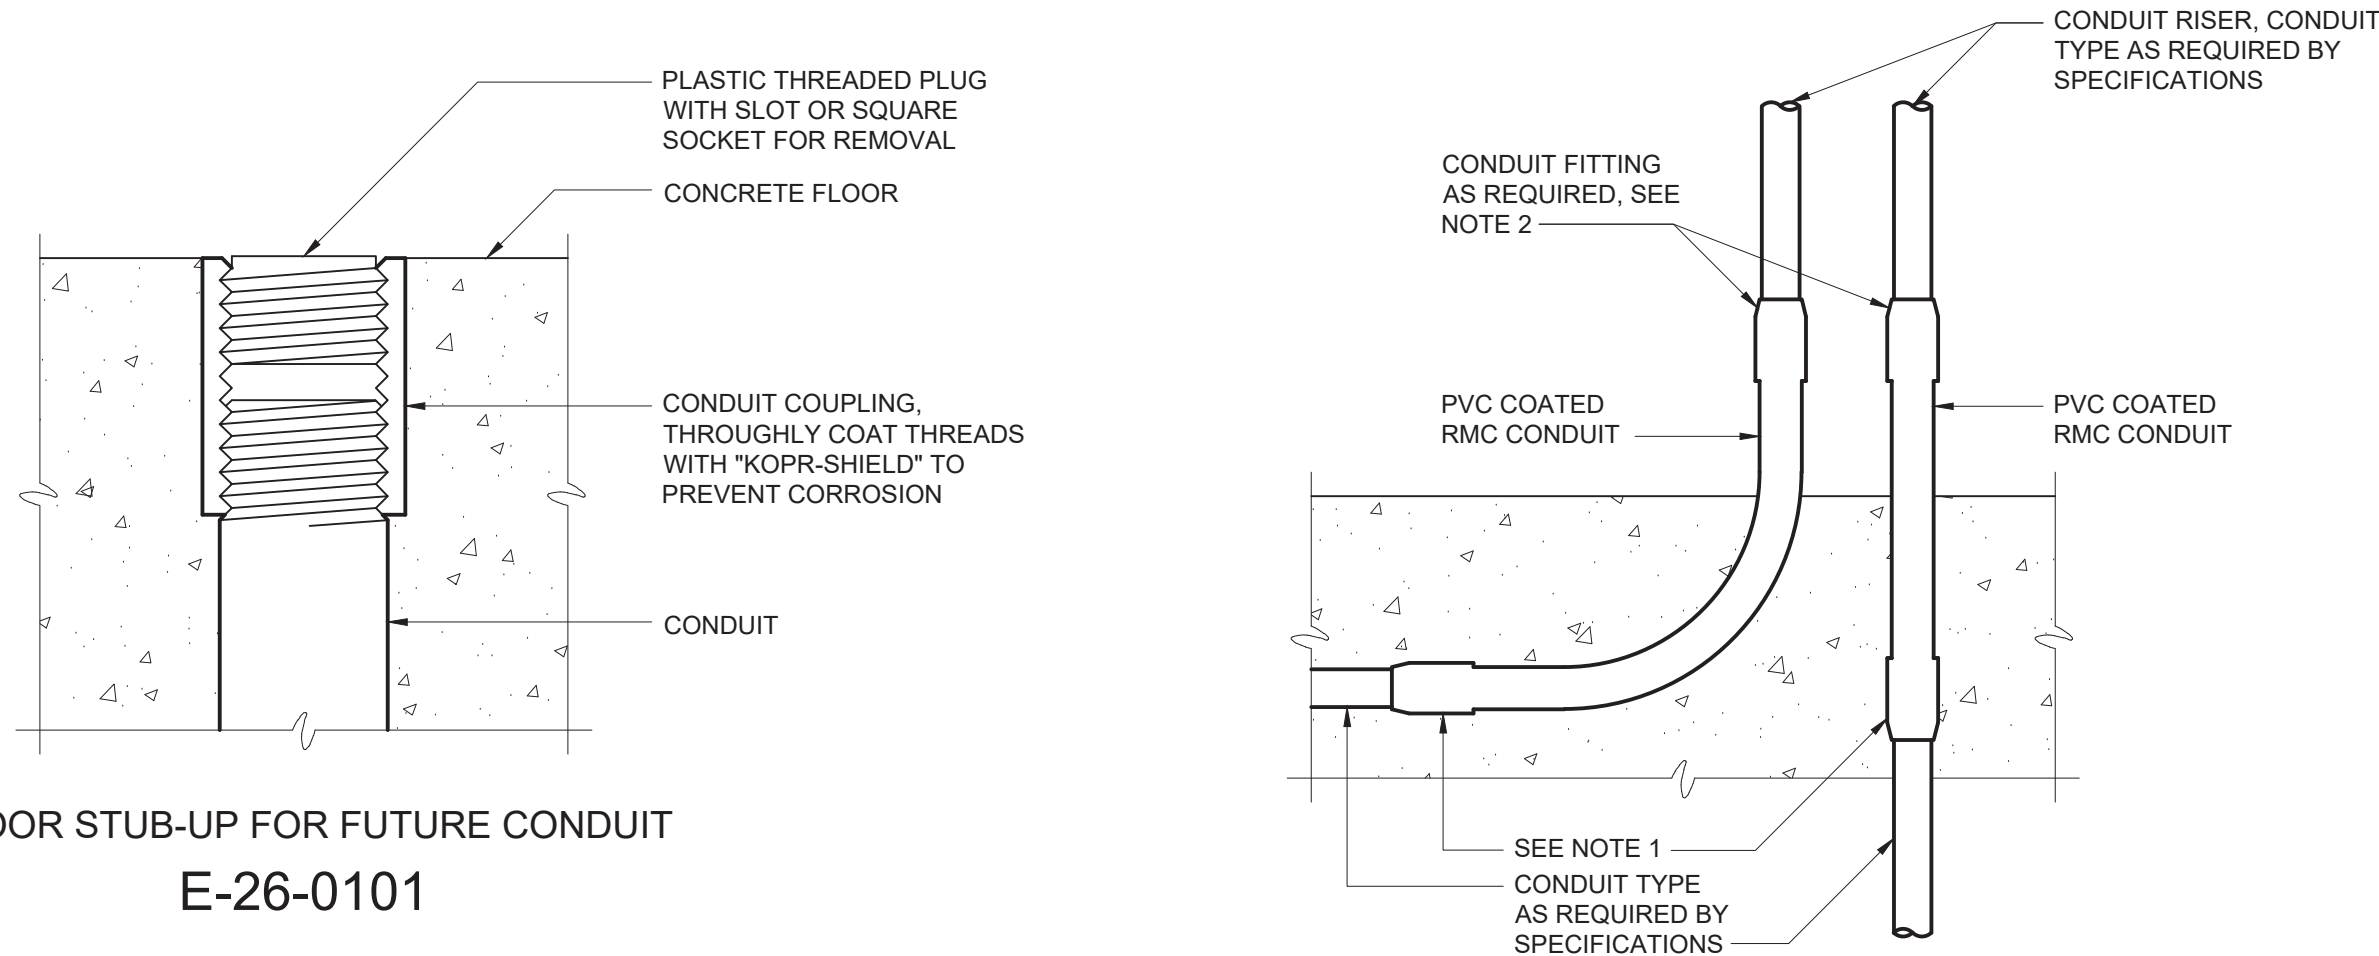 PLASTIC THREADED PLUG
WITH SLOT OR SQUARE
SOCKET FOR REMOVAL
CONCRETE FLOOR
CONDUIT COUPLING,
THROUGHLY COAT THREADS
WITH "KOPR-SHIELD" TO
PREVENT CORROSION
CONDUIT
STUB-UP FOR FUTURE CONDUIT
E-26-0101
CONDUIT RISER, CONDUIT
TYPE AS REQUIRED BY
SPECIFICATIONS
CONDUIT FITTING
AS REQUIRED, SEE
NOTE 2
PVC COATED
RMC CONDUIT
PVC COATED
RMC CONDUIT
SEE NOTE 1
CONDUIT TYPE
AS REQUIRED BY
SPECIFICATIONS